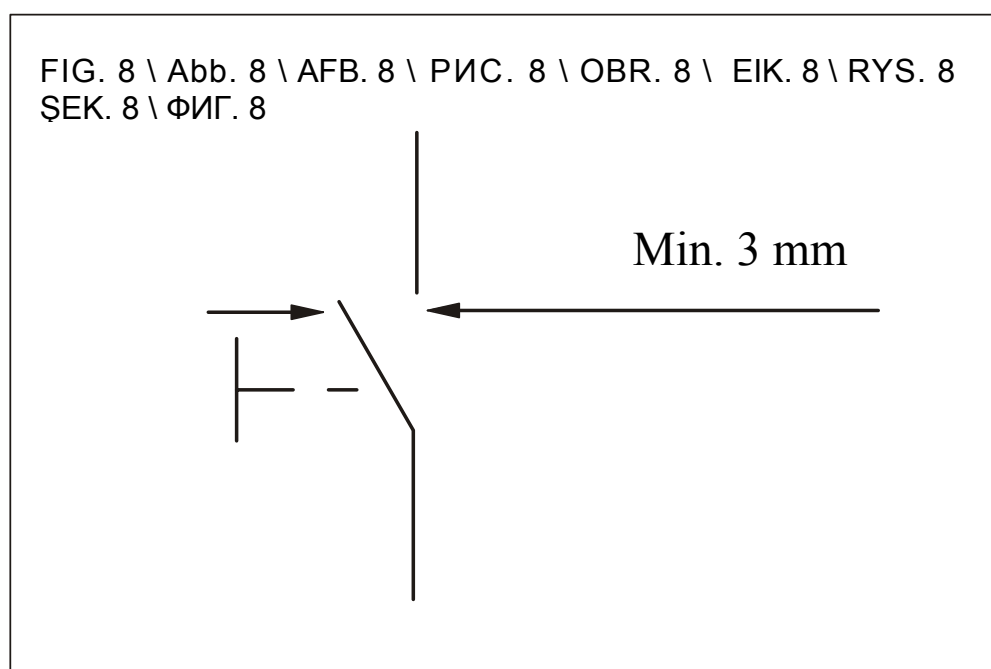 FIG. 8 \ Abb. 8 \ AFB. 8 \ РИС. 8 \ OBR. 8 \ EIK. 8 \ RYS. 8
ŞEK. 8 \ ФИГ. 8
Min. 3 mm